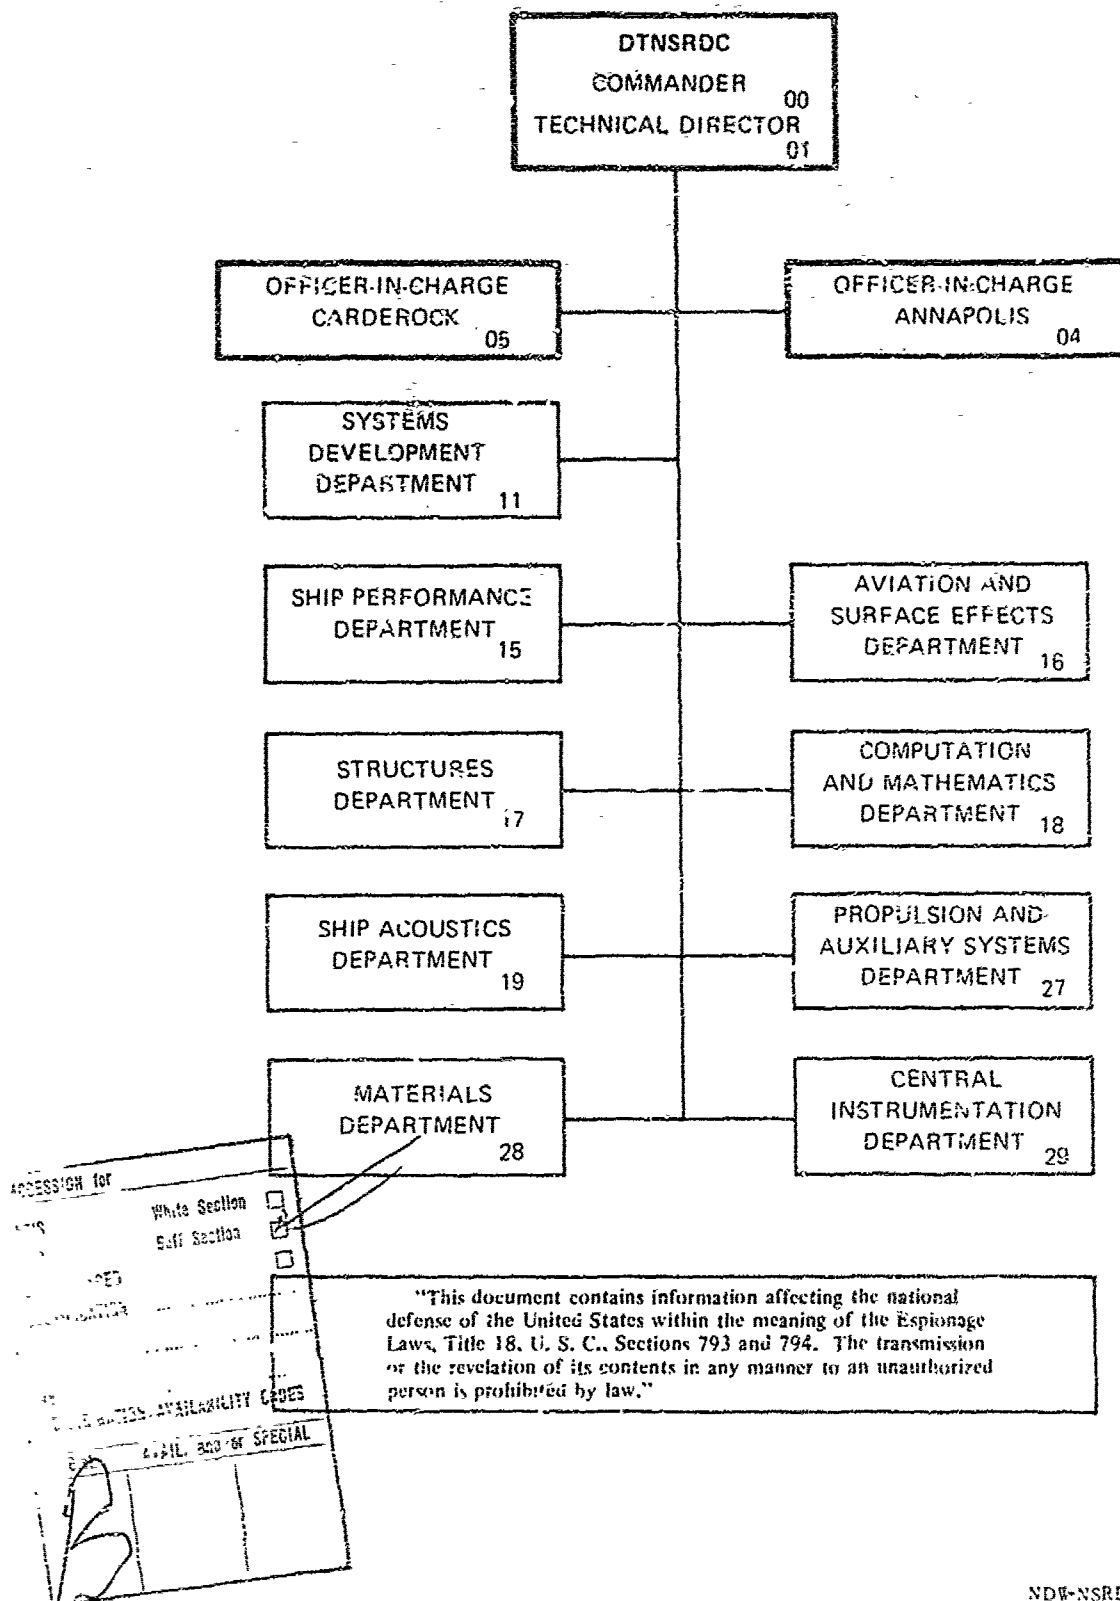 DTNSRDC
COMMANDER
00
TECHNICAL DIRECTOR
01
OFFICER-IN-CHARGE
CARDEROCK
05
OFFICER-IN-CHARGE
ANNAPOLIS
04
SYSTEMS
DEVELOPMENT
DEPARTMENT
11
SHIP PERFORMANCE
DEPARTMENT
15
AVIATION AND
SURFACE EFFECTS
DEPARTMENT
16
STRUCTURES
DEPARTMENT
17
COMPUTATION
AND MATHEMATICS
DEPARTMENT
18
SHIP ACOUSTICS
DEPARTMENT
19
PROPULSION AND
AUXILIARY SYSTEMS
DEPARTMENT
27
MATERIALS
DEPARTMENT
28
CENTRAL
INSTRUMENTATION
DEPARTMENT
29
ACCESSION for
White Section
Buff Section
AVAILABILITY CODES
AVAIL. and/or SPECIAL
"This document contains information affecting the national
defense of the United States within the meaning of the Espionage
Laws, Title 18, U. S. C., Sections 793 and 794. The transmission
or the revelation of its contents in any manner to an unauthorized
person is prohibited by law."